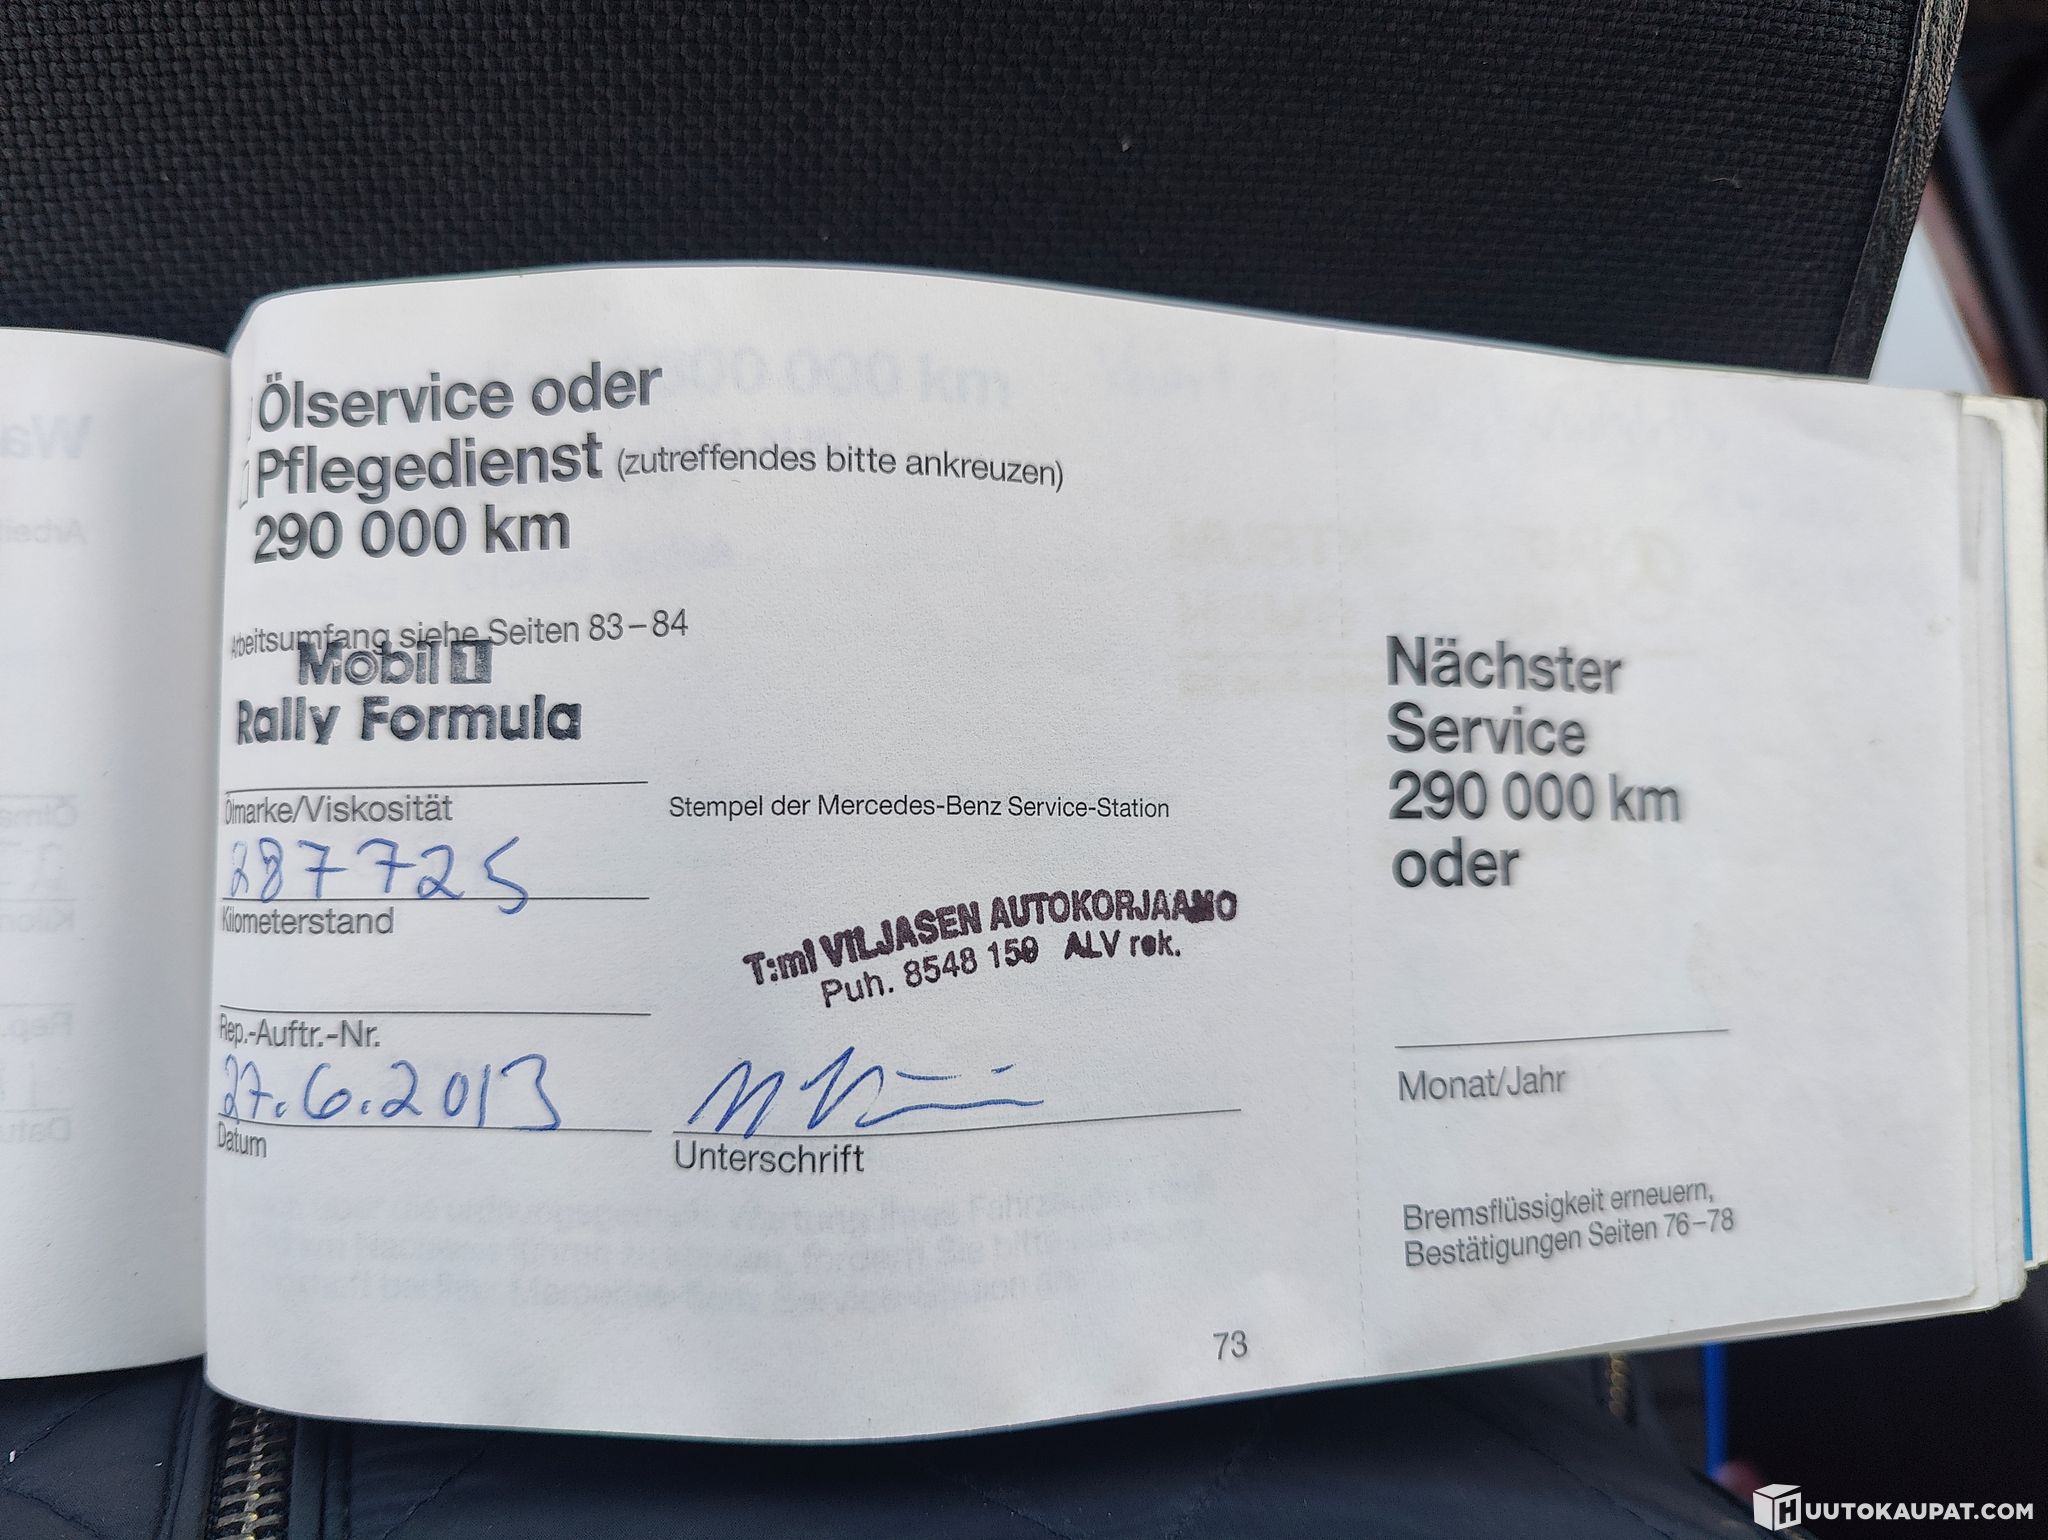 Ölservice oder
Pflegedienst (zutreffendes bitte ankreuzen)
290 000 km
Arbeitsumfang siehe Seiten 83–84
Mobil 1
Rally Formula
Ölmarke/Viskosität
Stempel der Mercedes-Benz Service-Station
287725
Kilometerstand
T:mi VILJASEN AUTOKORJAAMO
Puh. 8548 150 ALV rek.
Rep.-Auftr.-Nr.
27.6.2013
Datum
Unterschrift
Nächster
Service
290 000 km
oder
Monat/Jahr
Bremsflüssigkeit erneuern,
Bestätigungen Seiten 76–78
73
HUUTOKAUPAT.COM